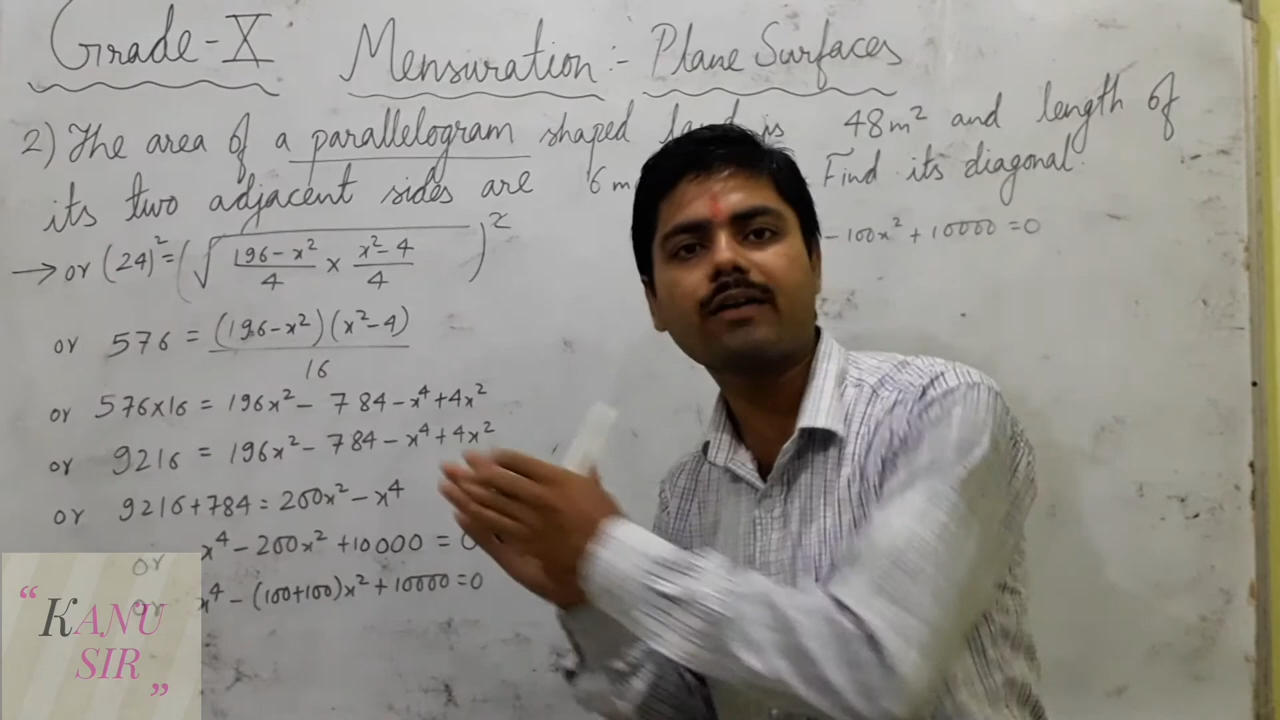 Grade-X Mensuration:- Plane Surfaces
2) The area of a parallelogram shaped land is 48m² and length of
its two adjacent sides are 6m Find its diagonal.
→ or (24)² = (√((196-x²)/4 × (x²-4)/4))²
- 100x² + 10000 = 0
or 576 = ((196-x²)(x²-4))/16
or 576×16 = 196x² - 784 - x⁴ + 4x²
or 9216 = 196x² - 784 - x⁴ + 4x²
or 9216+784 = 200x² - x⁴
or x⁴ - 200x² + 10000 = 0
or x⁴ - (100+100)x² + 10000 = 0
“KANU
SIR”